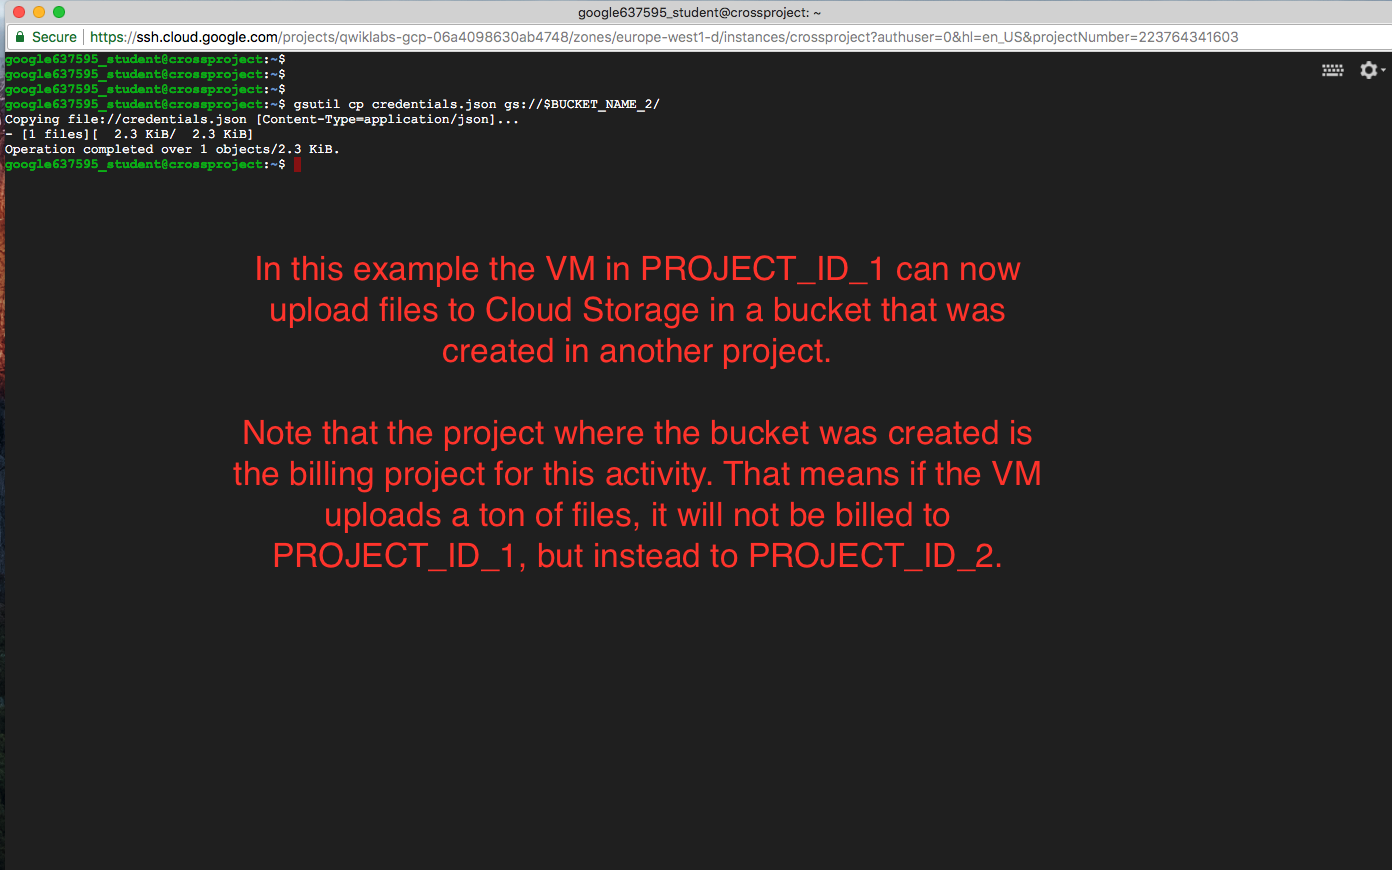 google637595_student@crossproject: ~
Secure | https://ssh.cloud.google.com/projects/qwiklabs-gcp-06a4098630ab4748/zones/europe-west1-d/instances/crossproject?authuser=0&hl=en_US&projectNumber=223764341603
google637595_student@crossproject:~$
google637595_student@crossproject:~$
google637595_student@crossproject:~$
google637595_student@crossproject:~$ gsutil cp credentials.json gs://$BUCKET_NAME_2/
Copying file://credentials.json [Content-Type=application/json]...
- [1 files][  2.3 KiB/  2.3 KiB]
Operation completed over 1 objects/2.3 KiB.
google637595_student@crossproject:~$
In this example the VM in PROJECT_ID_1 can now
upload files to Cloud Storage in a bucket that was
created in another project.
Note that the project where the bucket was created is
the billing project for this activity. That means if the VM
uploads a ton of files, it will not be billed to
PROJECT_ID_1, but instead to PROJECT_ID_2.